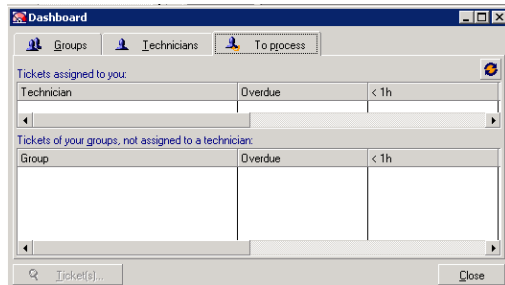 Dashboard
Groups Technicians To process
Tickets assigned to you:
Technician Overdue < 1h
Tickets of your groups, not assigned to a technician:
Group Overdue < 1h
Ticket(s)... Close